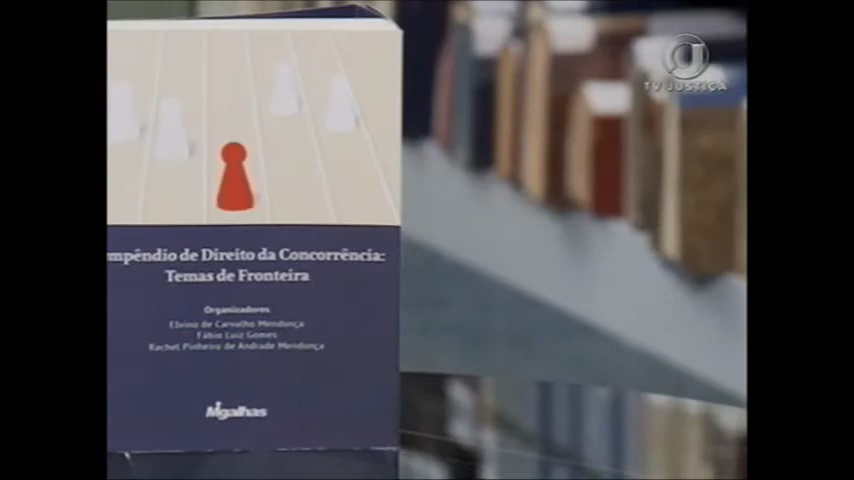 TV JUSTIÇA
mpêndio de Direito da Concorrência:
Temas de Fronteira
Organizadores
Elvino de Carvalho Mendonça
Fábio Luiz Gomes
Rachel Pinheiro de Andrade Mendonça
Migalhas